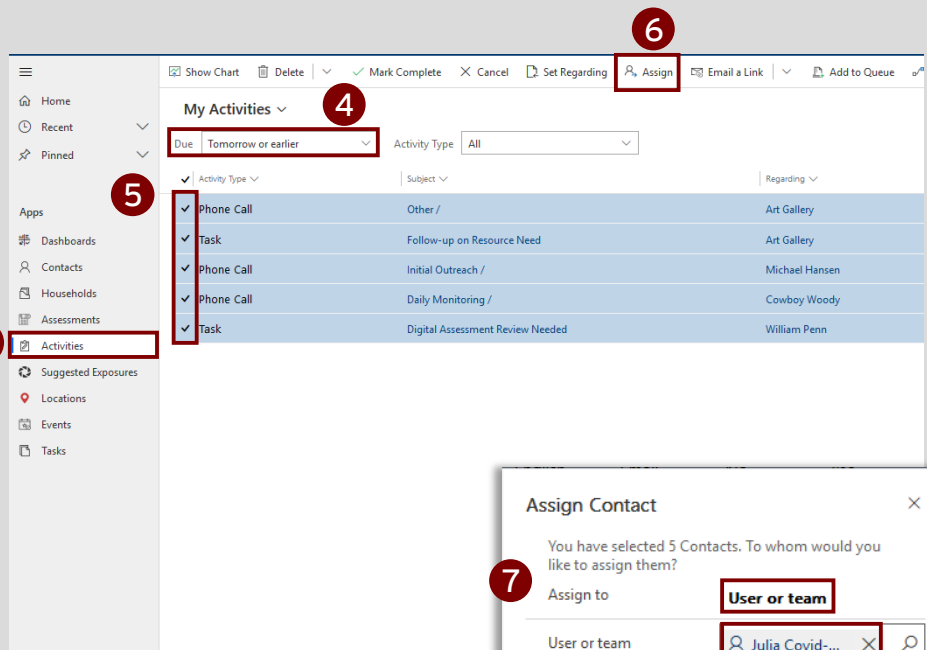 6
Show Chart Delete Mark Complete Cancel Set Regarding Assign Email a Link Add to Queue
Home
Recent
Pinned
My Activities
4
Due Tomorrow or earlier Activity Type All
5
Activity Type Subject Regarding
Phone Call Other / Art Gallery
Task Follow-up on Resource Need Art Gallery
Phone Call Initial Outreach / Michael Hansen
Phone Call Daily Monitoring / Cowboy Woody
Task Digital Assessment Review Needed William Penn
Apps
Dashboards
Contacts
Households
Assessments
Activities
Suggested Exposures
Locations
Events
Tasks
Assign Contact
You have selected 5 Contacts. To whom would you
like to assign them?
7
Assign to User or team
User or team Julia Covid-...